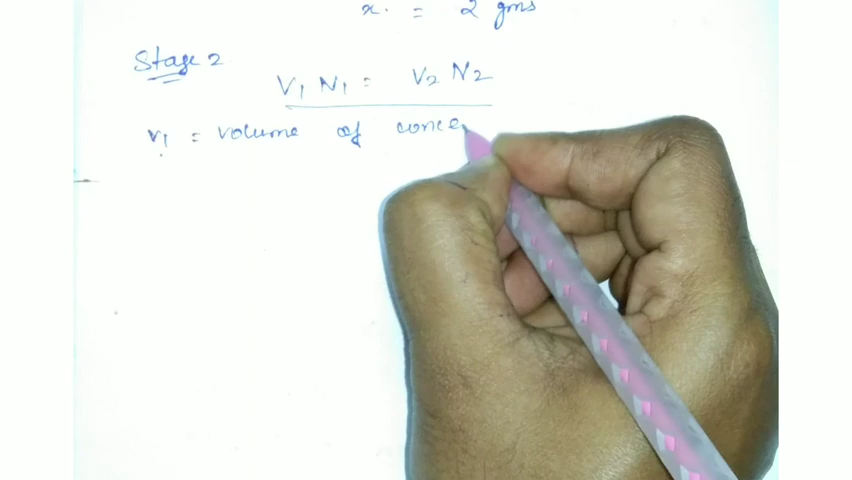 x. = 2 gms
Stage 2
V1 N1 = V2 N2
V1 = volume of conce